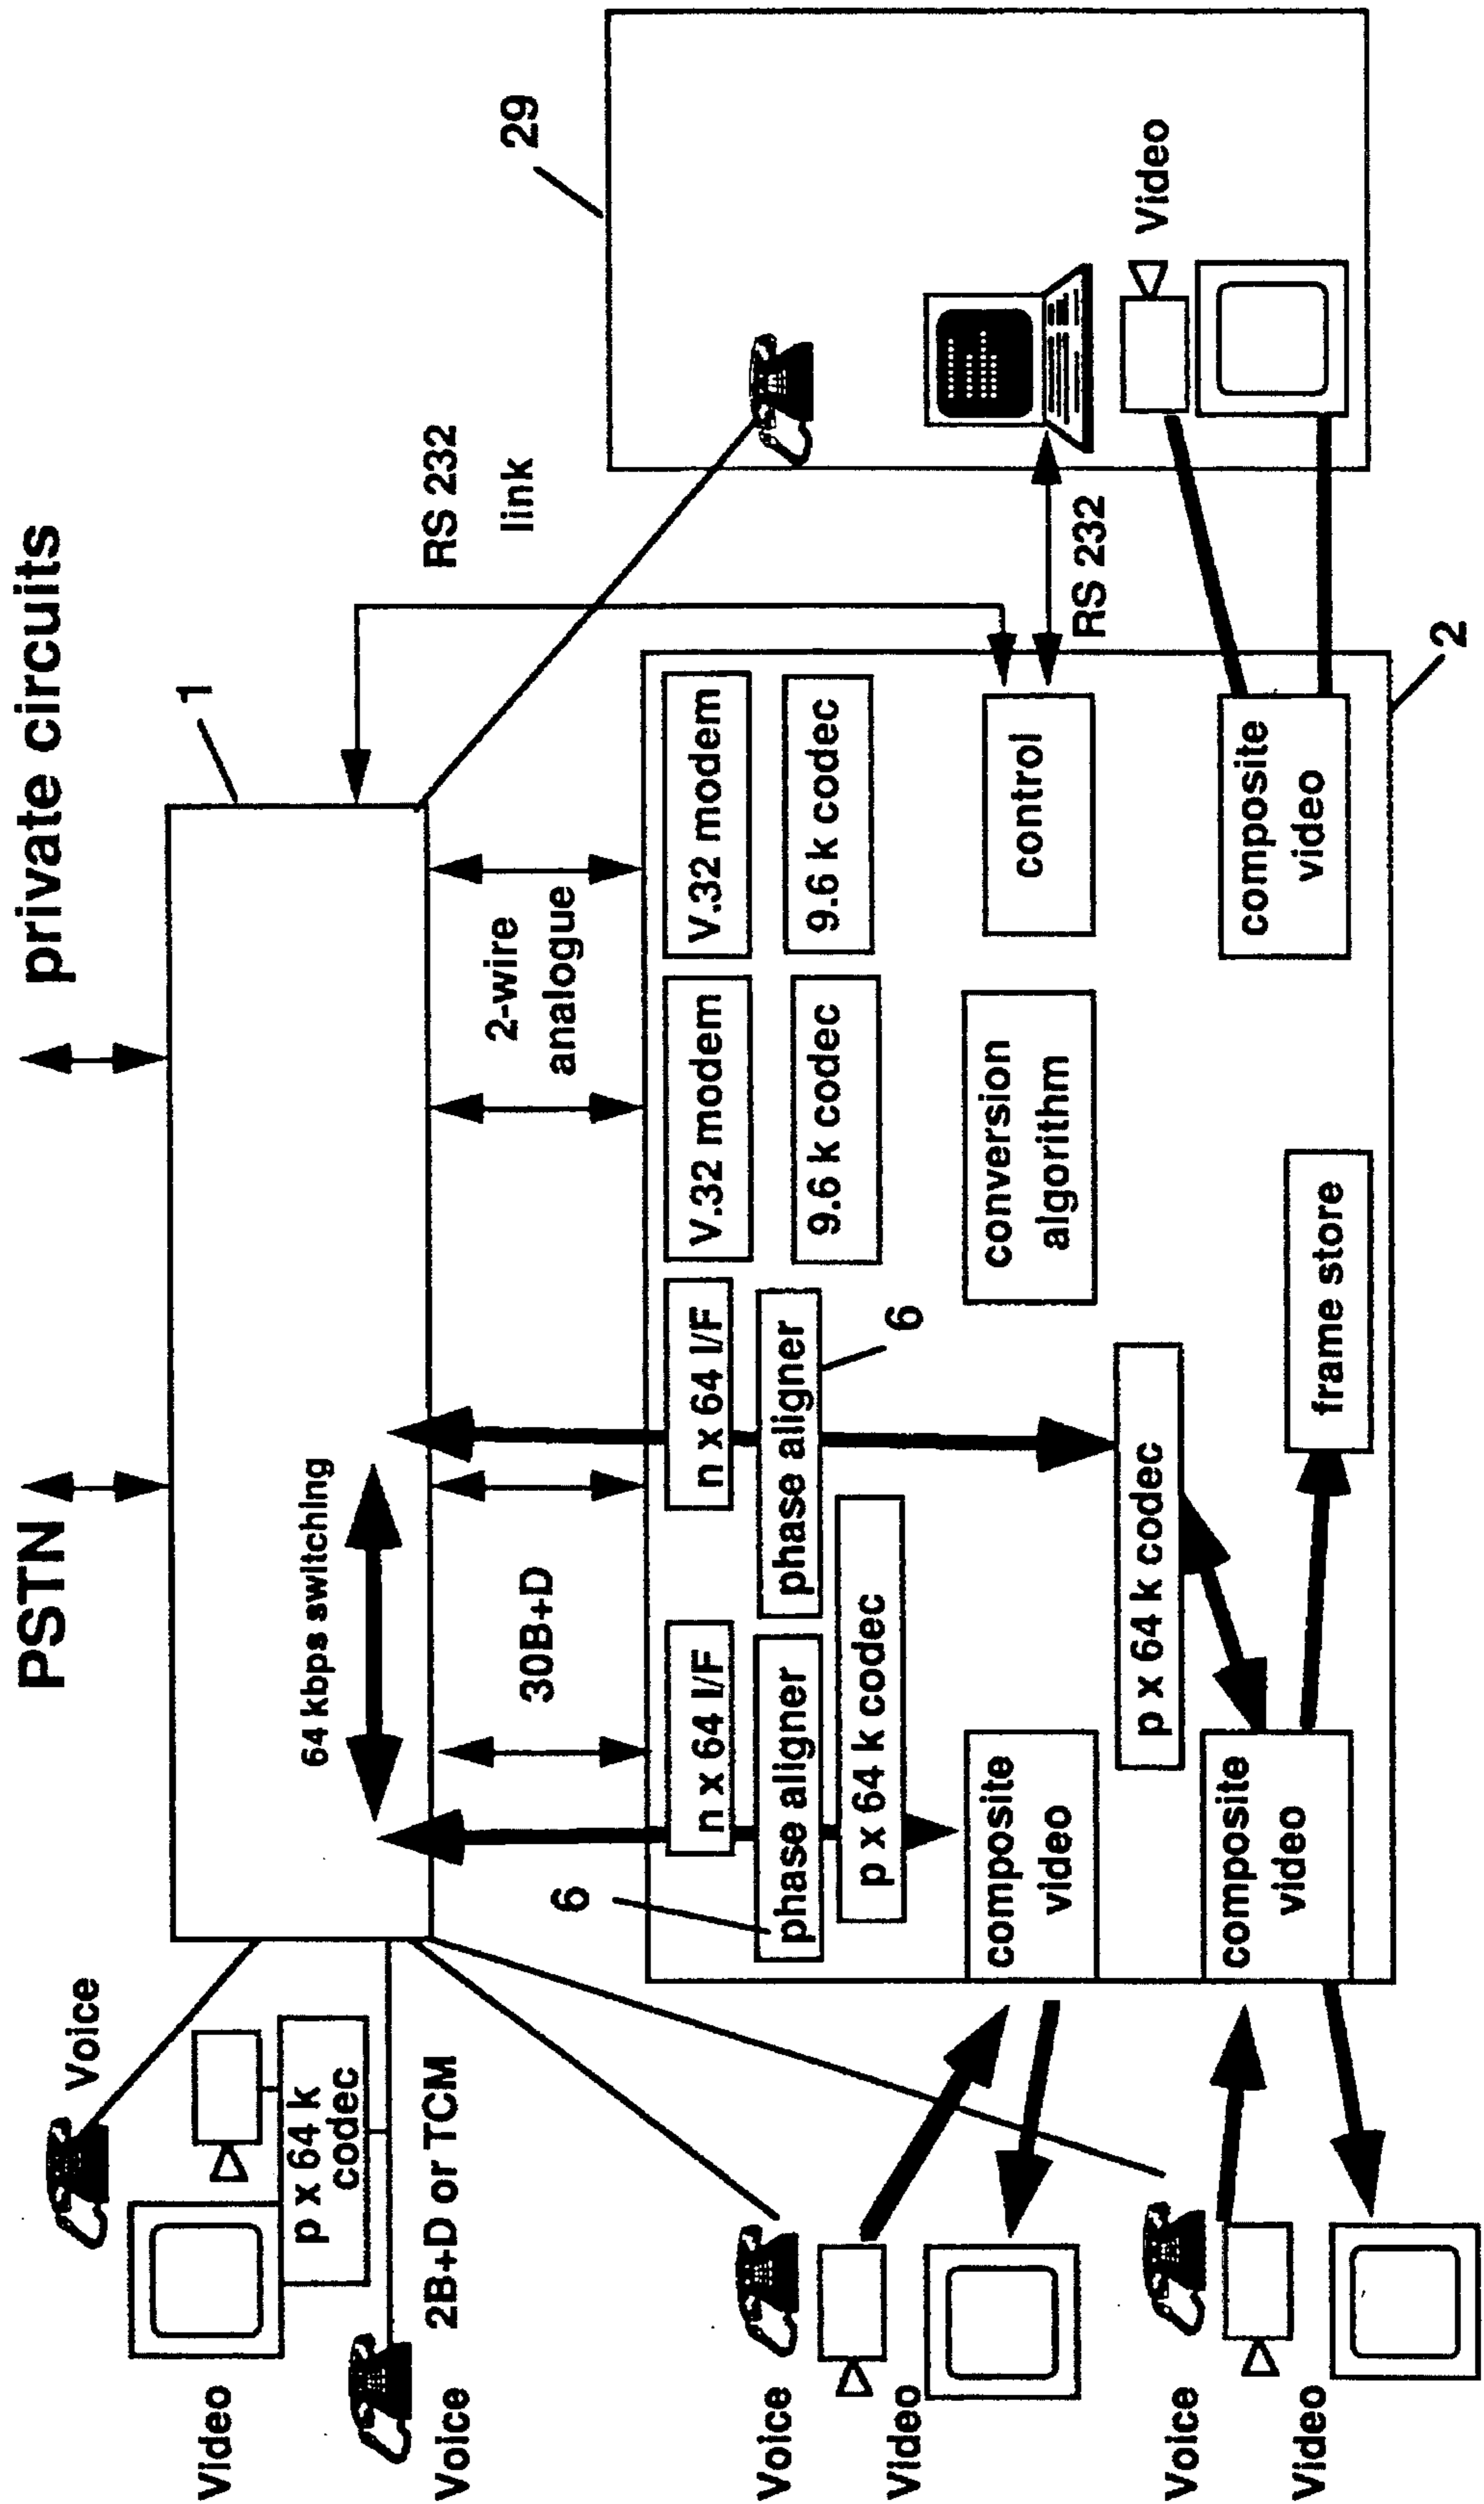 PSTN
private circuits
Voice
Video
p x 64 k
codec
Voice
2B+D or TCM
1
64 kbps switching
RS 232
link
29
30B+D
2-wire
analogue
6
n x 64 I/F
n x 64 I/F
V.32 modem
V.32 modem
phase aligner
phase aligner
9.6 k codec
9.6 k codec
p x 64 k codec
6
Voice
Video
composite
video
conversion
algorithm
control
RS 232
Video
p x 64 k codec
Voice
Video
composite
video
frame store
composite
video
2